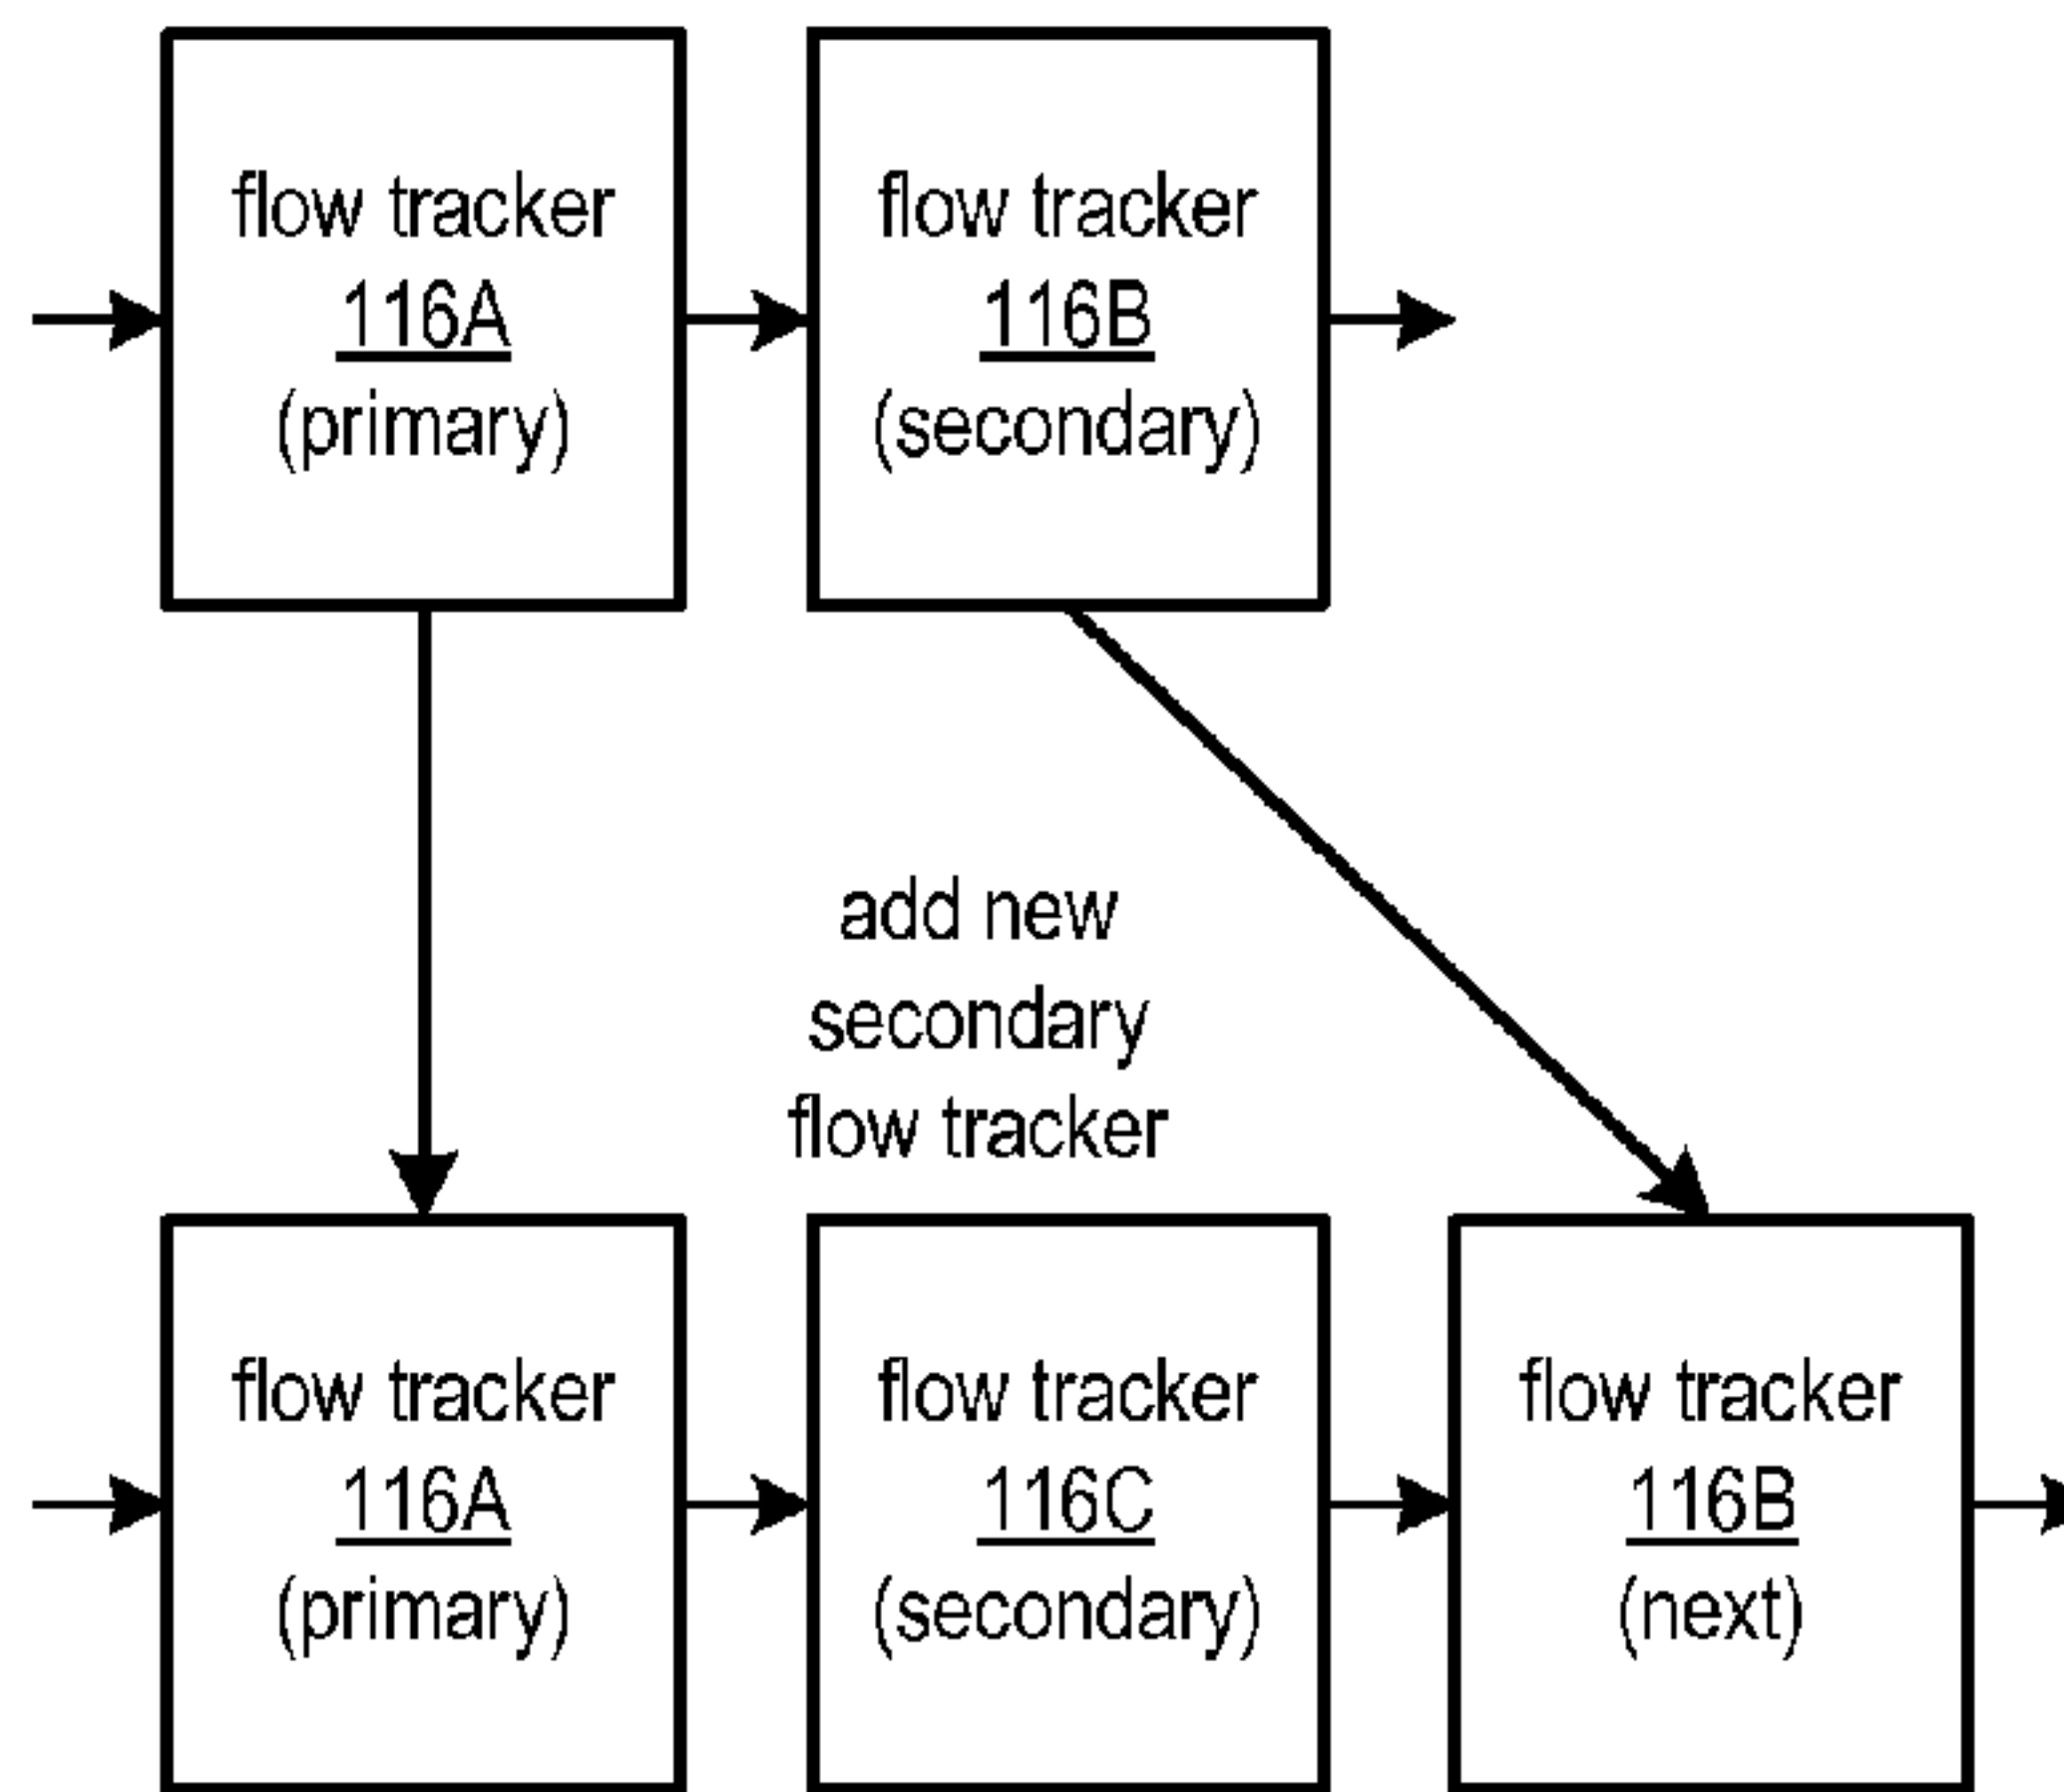 flow tracker
116A
(primary)
flow tracker
116B
(secondary)
add new
secondary
flow tracker
flow tracker
116A
(primary)
flow tracker
116C
(secondary)
flow tracker
116B
(next)